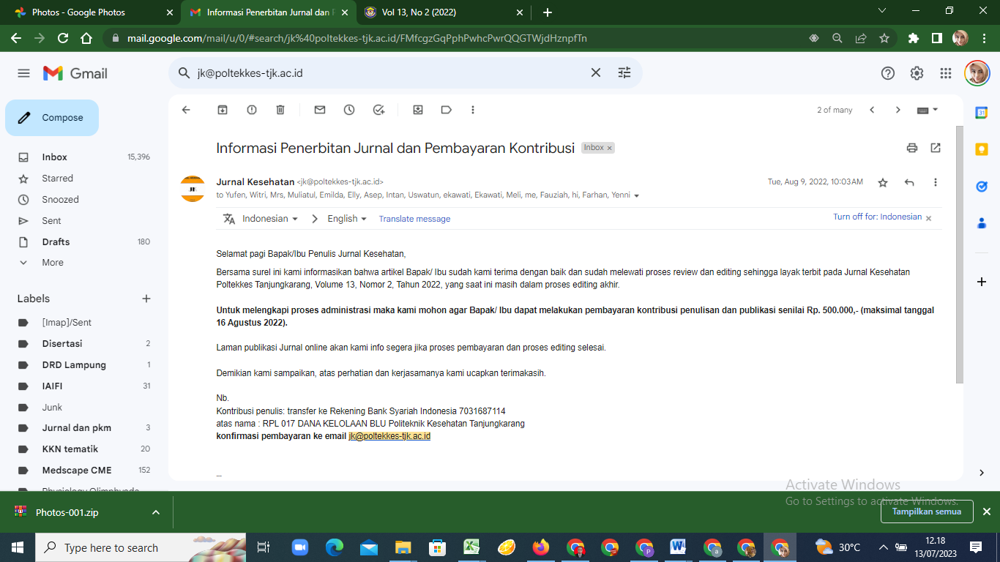 Photos - Google Photos
Informasi Penerbitan Jurnal dan P
Vol 13, No 2 (2022)
mail.google.com/mail/u/0/#search/jk%40poltekkes-tjk.ac.id/FMfcgzGqPphPwhcPwrQQGTWjdHznpfTn
Gmail
jk@poltekkes-tjk.ac.id
Compose
2 of many
Inbox 15,396
Starred
Snoozed
Sent
Drafts 180
More
Labels
[Imap]/Sent
Disertasi 2
DRD Lampung 1
IAIFI 31
Junk
Jurnal dan pkm 3
KKN tematik 20
Medscape CME 152
Physiology Olimphyade
Informasi Penerbitan Jurnal dan Pembayaran Kontribusi Inbox
Jurnal Kesehatan <jk@poltekkes-tjk.ac.id>
Tue, Aug 9, 2022, 10:03 AM
to Yufen, Witri, Mrs, Muliatul, Emilda, Elly, Asep, Intan, Uswatun, ekawati, Ekawati, Meli, me, Fauziah, hi, Farhan, Yenni
Indonesian English Translate message
Turn off for: Indonesian
Selamat pagi Bapak/Ibu Penulis Jurnal Kesehatan,
Bersama surel ini kami informasikan bahwa artikel Bapak/ Ibu sudah kami terima dengan baik dan sudah melewati proses review dan editing sehingga layak terbit pada Jurnal Kesehatan
Poltekkes Tanjungkarang, Volume 13, Nomor 2, Tahun 2022, yang saat ini masih dalam proses editing akhir.
Untuk melengkapi proses administrasi maka kami mohon agar Bapak/ Ibu dapat melakukan pembayaran kontribusi penulisan dan publikasi senilai Rp. 500.000,- (maksimal tanggal
16 Agustus 2022).
Laman publikasi Jurnal online akan kami info segera jika proses pembayaran dan proses editing selesai.
Demikian kami sampaikan, atas perhatian dan kerjasamanya kami ucapkan terimakasih.
Nb.
Kontribusi penulis: transfer ke Rekening Bank Syariah Indonesia 7031687114
atas nama : RPL 017 DANA KELOLAAN BLU Politeknik Kesehatan Tanjungkarang
konfirmasi pembayaran ke email jk@poltekkes-tjk.ac.id
--
Activate Windows
Go to Settings to activate Windows.
Photos-001.zip
Tampilkan semua
Type here to search
30°C
12.18
13/07/2023